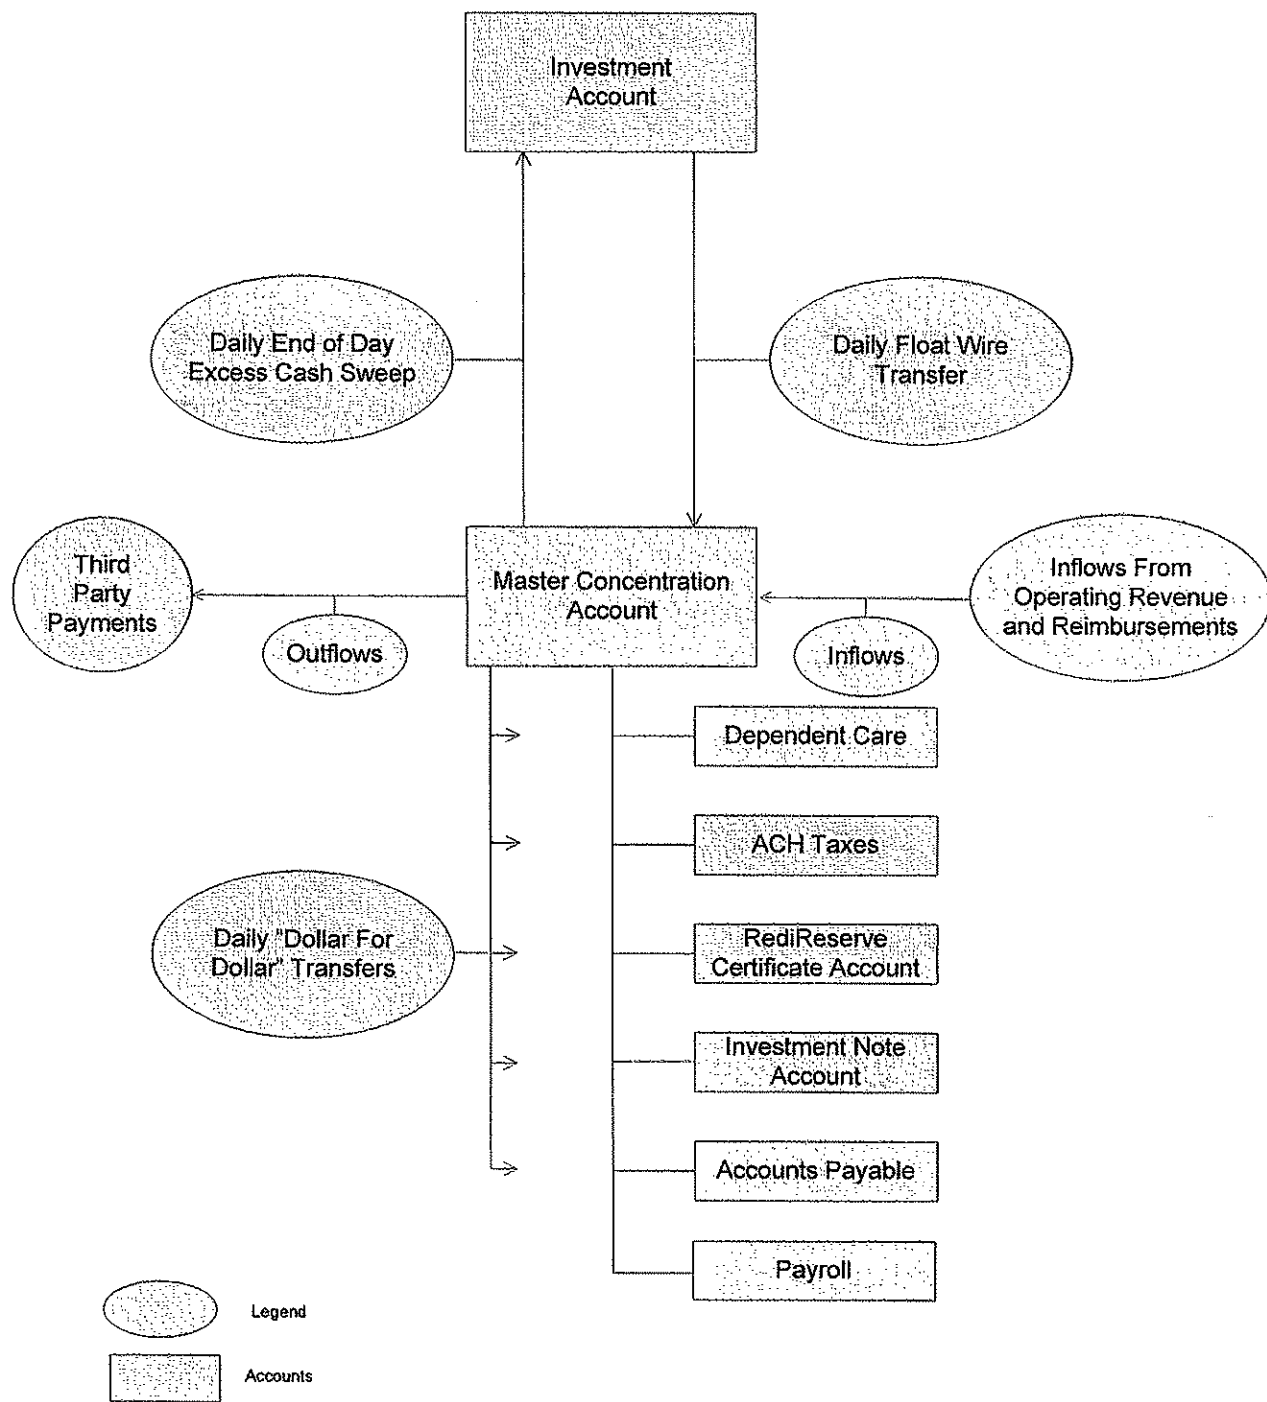 Investment
Account
Daily End of Day
Excess Cash Sweep
Daily Float Wire
Transfer
Third
Party
Payments
Outflows
Master Concentration
Account
Inflows
Inflows From
Operating Revenue
and Reimbursements
Dependent Care
ACH Taxes
Daily "Dollar For
Dollar" Transfers
RediReserve
Certificate Account
Investment Note
Account
Accounts Payable
Payroll
Legend
Accounts